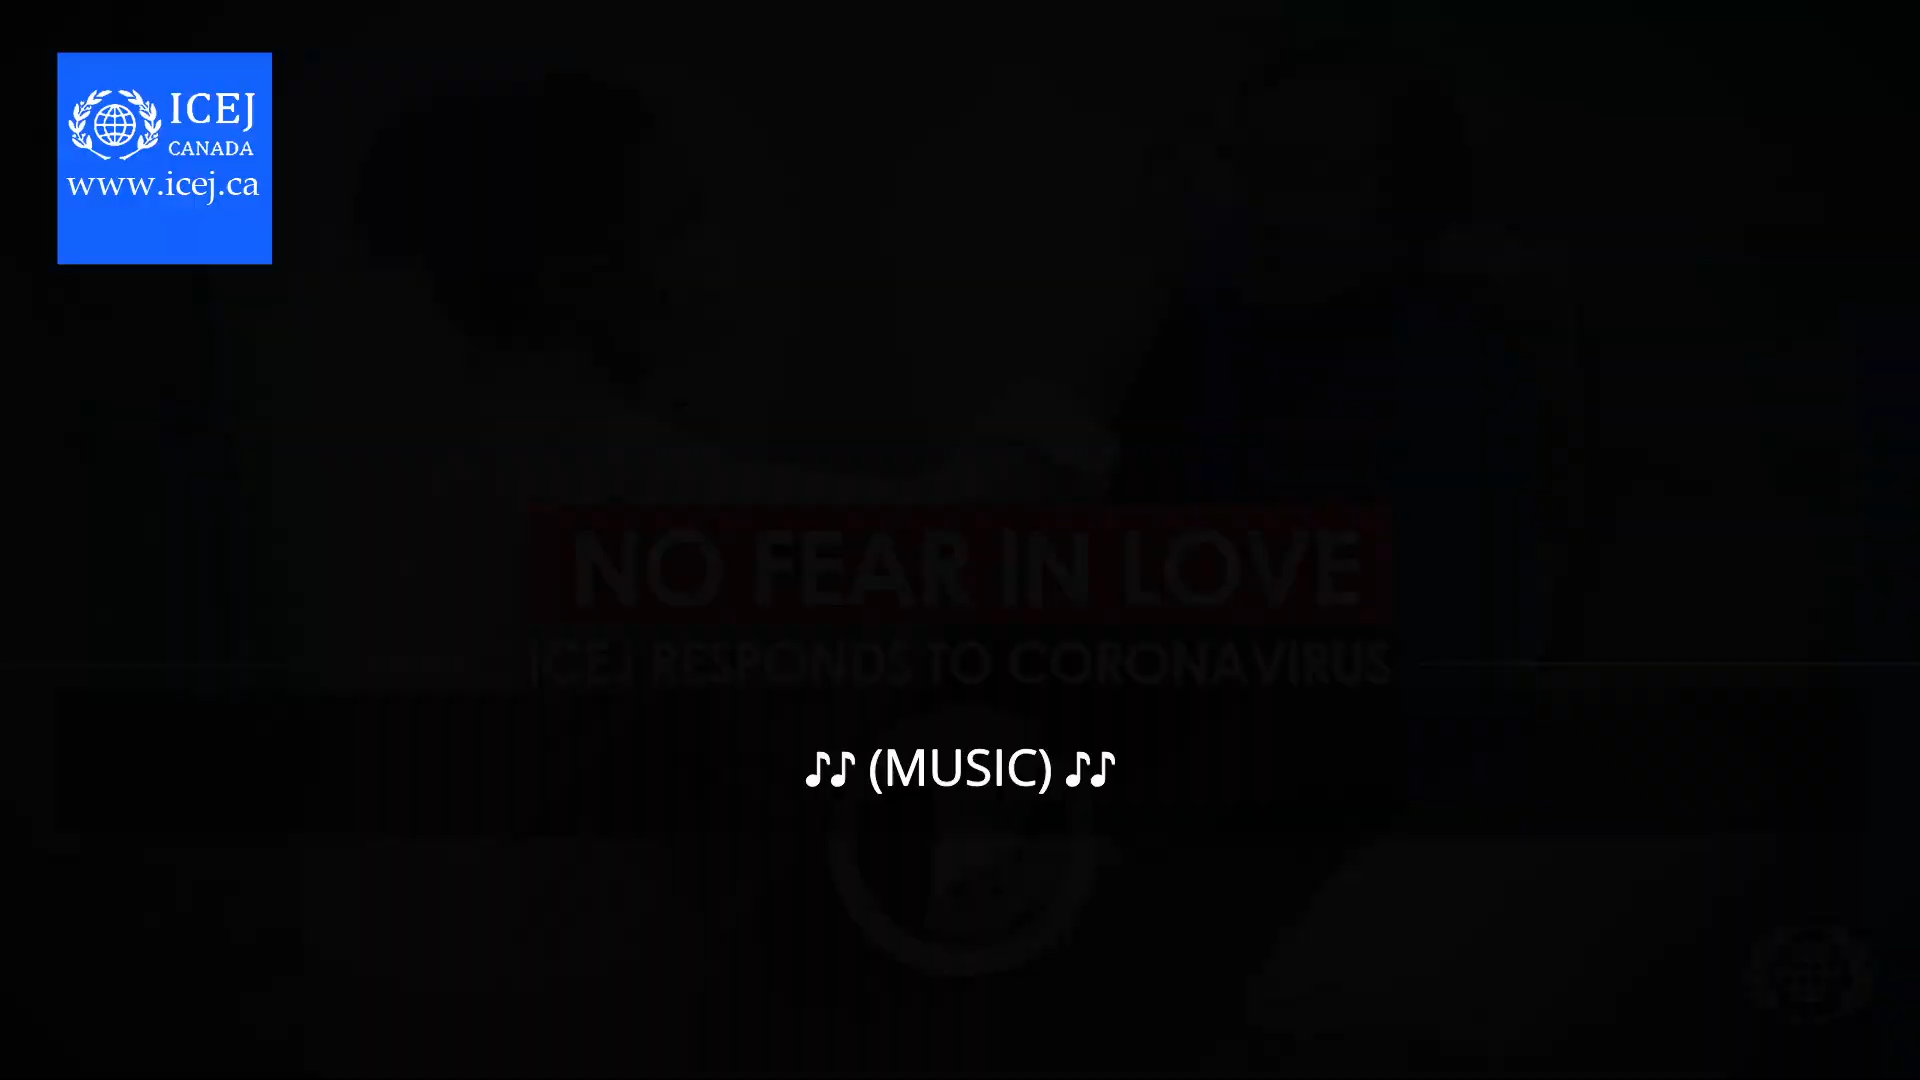 ICEJ
CANADA
www.icej.ca
NO FEAR IN LOVE
ICEJ RESPONDS TO CORONAVIRUS
♪♪ (MUSIC) ♪♪